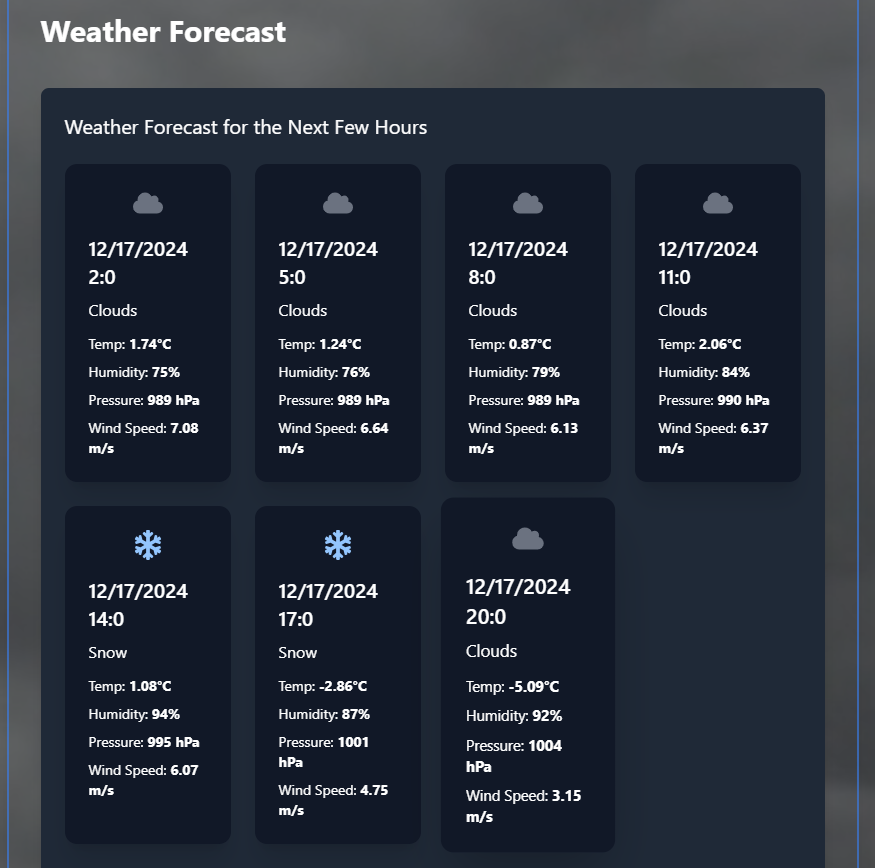 Weather Forecast
Weather Forecast for the Next Few Hours
12/17/2024
2:0
Clouds
Temp: 1.74°C
Humidity: 75%
Pressure: 989 hPa
Wind Speed: 7.08
m/s
12/17/2024
5:0
Clouds
Temp: 1.24°C
Humidity: 76%
Pressure: 989 hPa
Wind Speed: 6.64
m/s
12/17/2024
8:0
Clouds
Temp: 0.87°C
Humidity: 79%
Pressure: 989 hPa
Wind Speed: 6.13
m/s
12/17/2024
11:0
Clouds
Temp: 2.06°C
Humidity: 84%
Pressure: 990 hPa
Wind Speed: 6.37
m/s
12/17/2024
14:0
Snow
Temp: 1.08°C
Humidity: 94%
Pressure: 995 hPa
Wind Speed: 6.07
m/s
12/17/2024
17:0
Snow
Temp: -2.86°C
Humidity: 87%
Pressure: 1001
hPa
Wind Speed: 4.75
m/s
12/17/2024
20:0
Clouds
Temp: -5.09°C
Humidity: 92%
Pressure: 1004
hPa
Wind Speed: 3.15
m/s